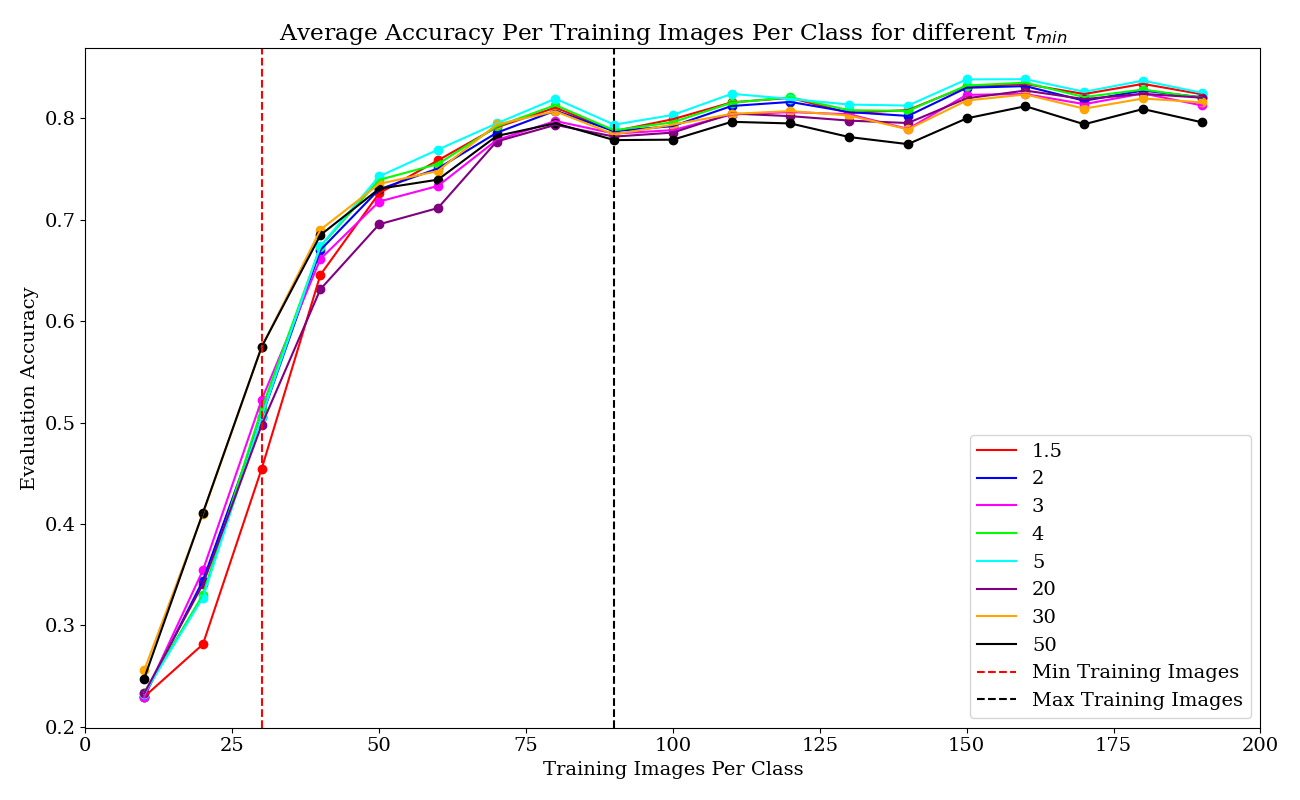 Average Accuracy Per Training Images Per Class for different τ_min
Evaluation Accuracy
0.8
0.7
0.6
0.5
0.4
0.3
0.2
0 25 50 75 100 125 150 175 200
Training Images Per Class
1.5
2
3
4
5
20
30
50
Min Training Images
Max Training Images